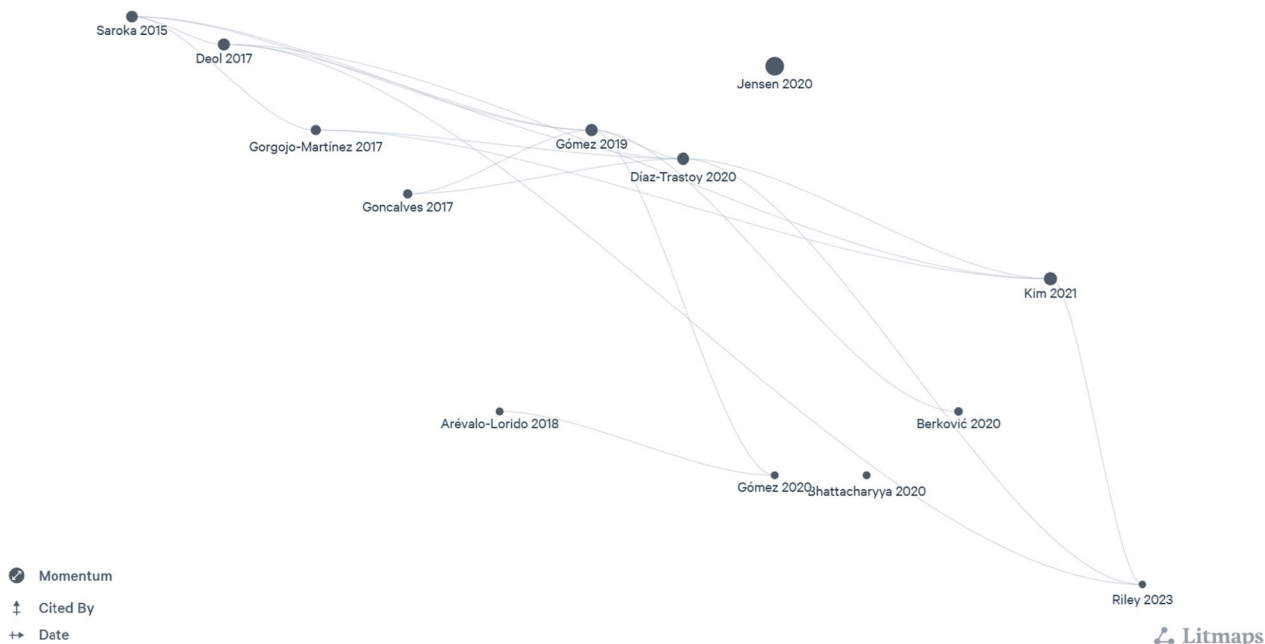 Saroka 2015
Deol 2017
Jensen 2020
Gorgojo-Martínez 2017
Gómez 2019
Díaz-Trastoy 2020
Goncalves 2017
Kim 2021
Arévalo-Lorido 2018
Berković 2020
Gómez 2020
Bhattacharyya 2020
Momentum
Cited By
Riley 2023
Date
Litmaps